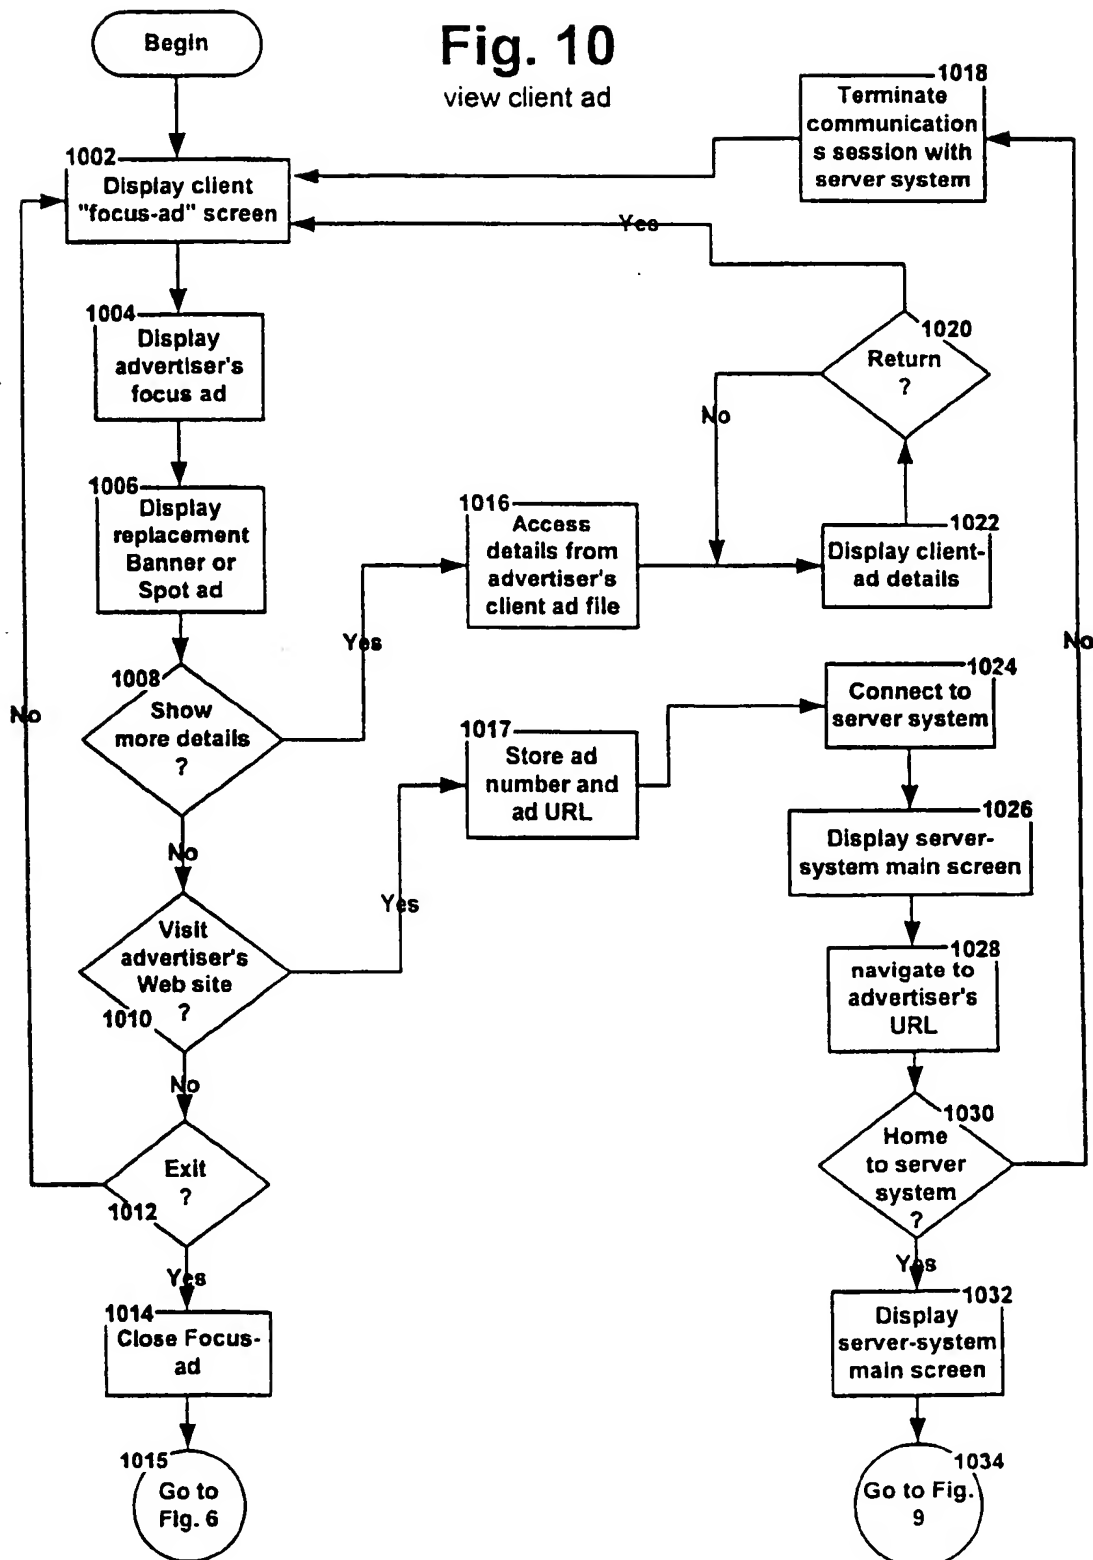 Begin
Fig. 10
view client ad
1002
Display client
"focus-ad" screen
1018
Terminate
communication
s session with
server system
Yes
1004
Display
advertiser's
focus ad
1020
Return
?
No
1006
Display
replacement
Banner or
Spot ad
1016
Access
details from
advertiser's
client ad file
1022
Display client-
ad details
Yes
No
1008
Show
more details
?
No
1017
Store ad
number and
ad URL
1024
Connect to
server system
No
1026
Display server-
system main screen
Yes
Visit
advertiser's
Web site
?
1010
1028
navigate to
advertiser's
URL
No
Exit
?
1012
1030
Home
to server
system
?
Yes
Yes
1014
Close Focus-
ad
1032
Display
server-system
main screen
1015
Go to
Fig. 6
1034
Go to Fig.
9